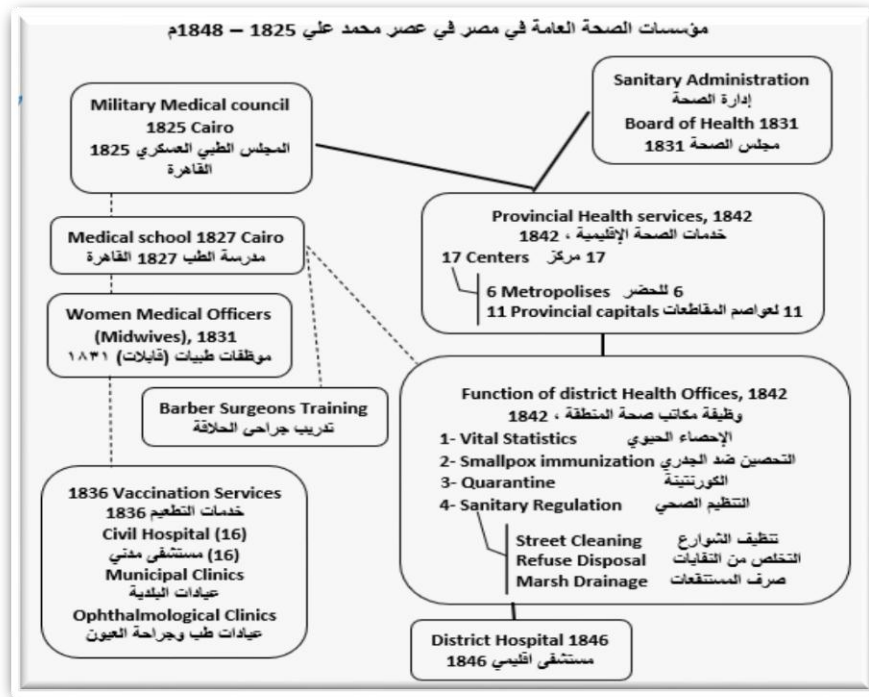 مؤسسات الصحة العامة في مصر في عصر محمد علي 1825 – 1848م
Military Medical council
1825 Cairo
المجلس الطبي العسكري 1825
القاهرة
Sanitary Administration
إدارة الصحة
Board of Health 1831
مجلس الصحة 1831
Medical school 1827 Cairo
مدرسة الطب 1827 القاهرة
Women Medical Officers
(Midwives), 1831
موظفات طبيات (قابلات) ١٨٣١
Barber Surgeons Training
تدريب جراحى الحلاقة
1836 Vaccination Services
خدمات التطعيم 1836
Civil Hospital (16)
(16) مستشفى مدني
Municipal Clinics
عيادات البلدية
Ophthalmological Clinics
عيادات طب وجراحة العيون
Provincial Health services, 1842
خدمات الصحة الإقليمية ، 1842
17 Centers 17 مركز
6 Metropolises 6 للحضر
11 Provincial capitals 11 لعواصم المقاطعات
Function of district Health Offices, 1842
وظيفة مكاتب صحة المنطقة ، 1842
1- Vital Statistics الإحصاء الحيوي
2- Smallpox immunization التحصين ضد الجدري
3- Quarantine الكورنتينة
4- Sanitary Regulation التنظيم الصحي
Street Cleaning تنظيف الشوارع
Refuse Disposal التخلص من النقايات
Marsh Drainage صرف المستنقعات
District Hospital 1846
مستشفى اقليمي 1846